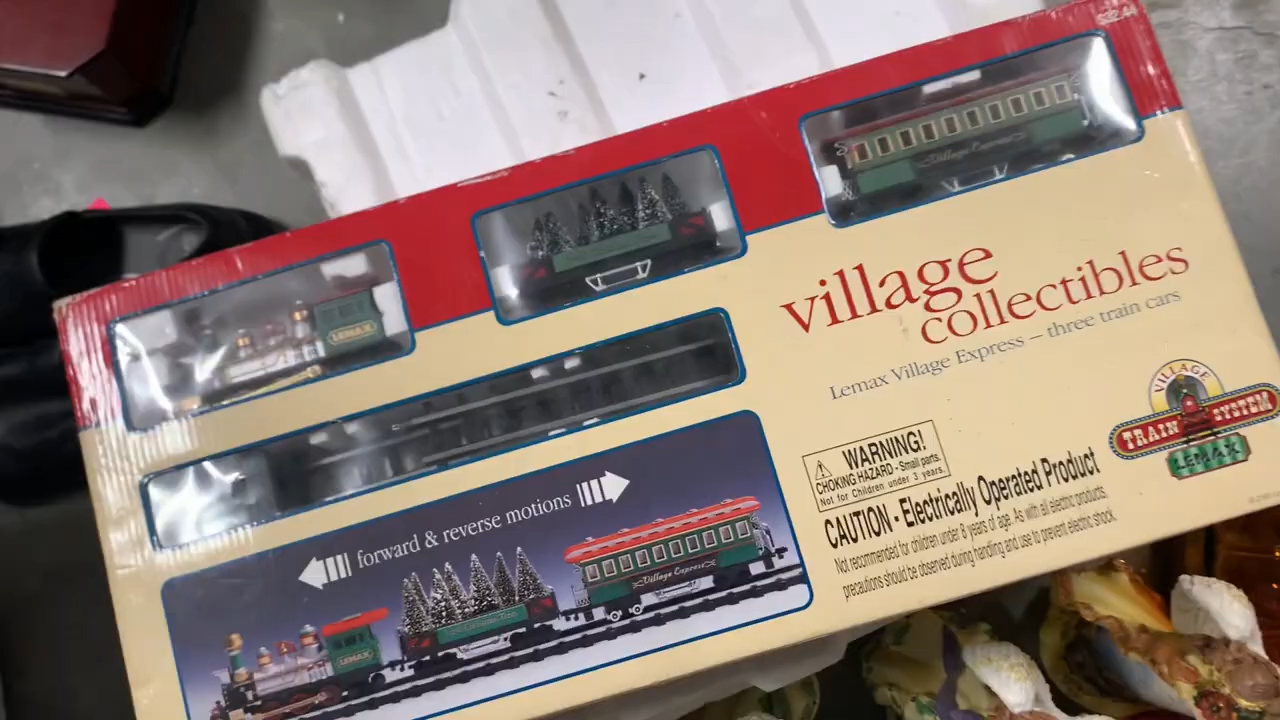 LEMAX
Village Express
village
collectibles
Lemax Village Express – three train cars
VILLAGE
TRAIN SYSTEM
LEMAX
WARNING!
CHOKING HAZARD - Small parts.
Not for Children under 3 years.
CAUTION - Electrically Operated Product
Not recommended for children under 8 years of age. As with all electric products,
precautions should be observed during handling and use to prevent electric shock.
forward & reverse motions
Village Express
LEMAX